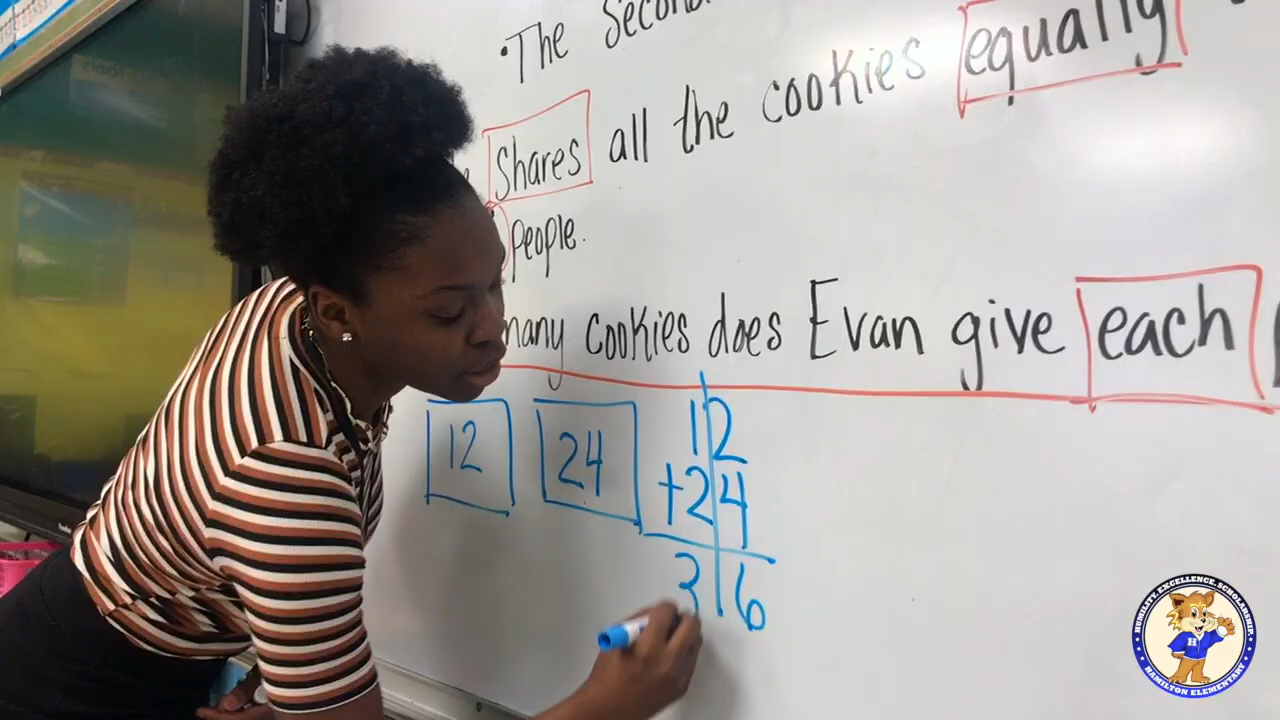 •The Second
Shares all the cookies equally
people.
many cookies does Evan give each
12 24 12
+24
36
HUMILITY. EXCELLENCE. SCHOLARSHIP.
H
HAMILTON ELEMENTARY